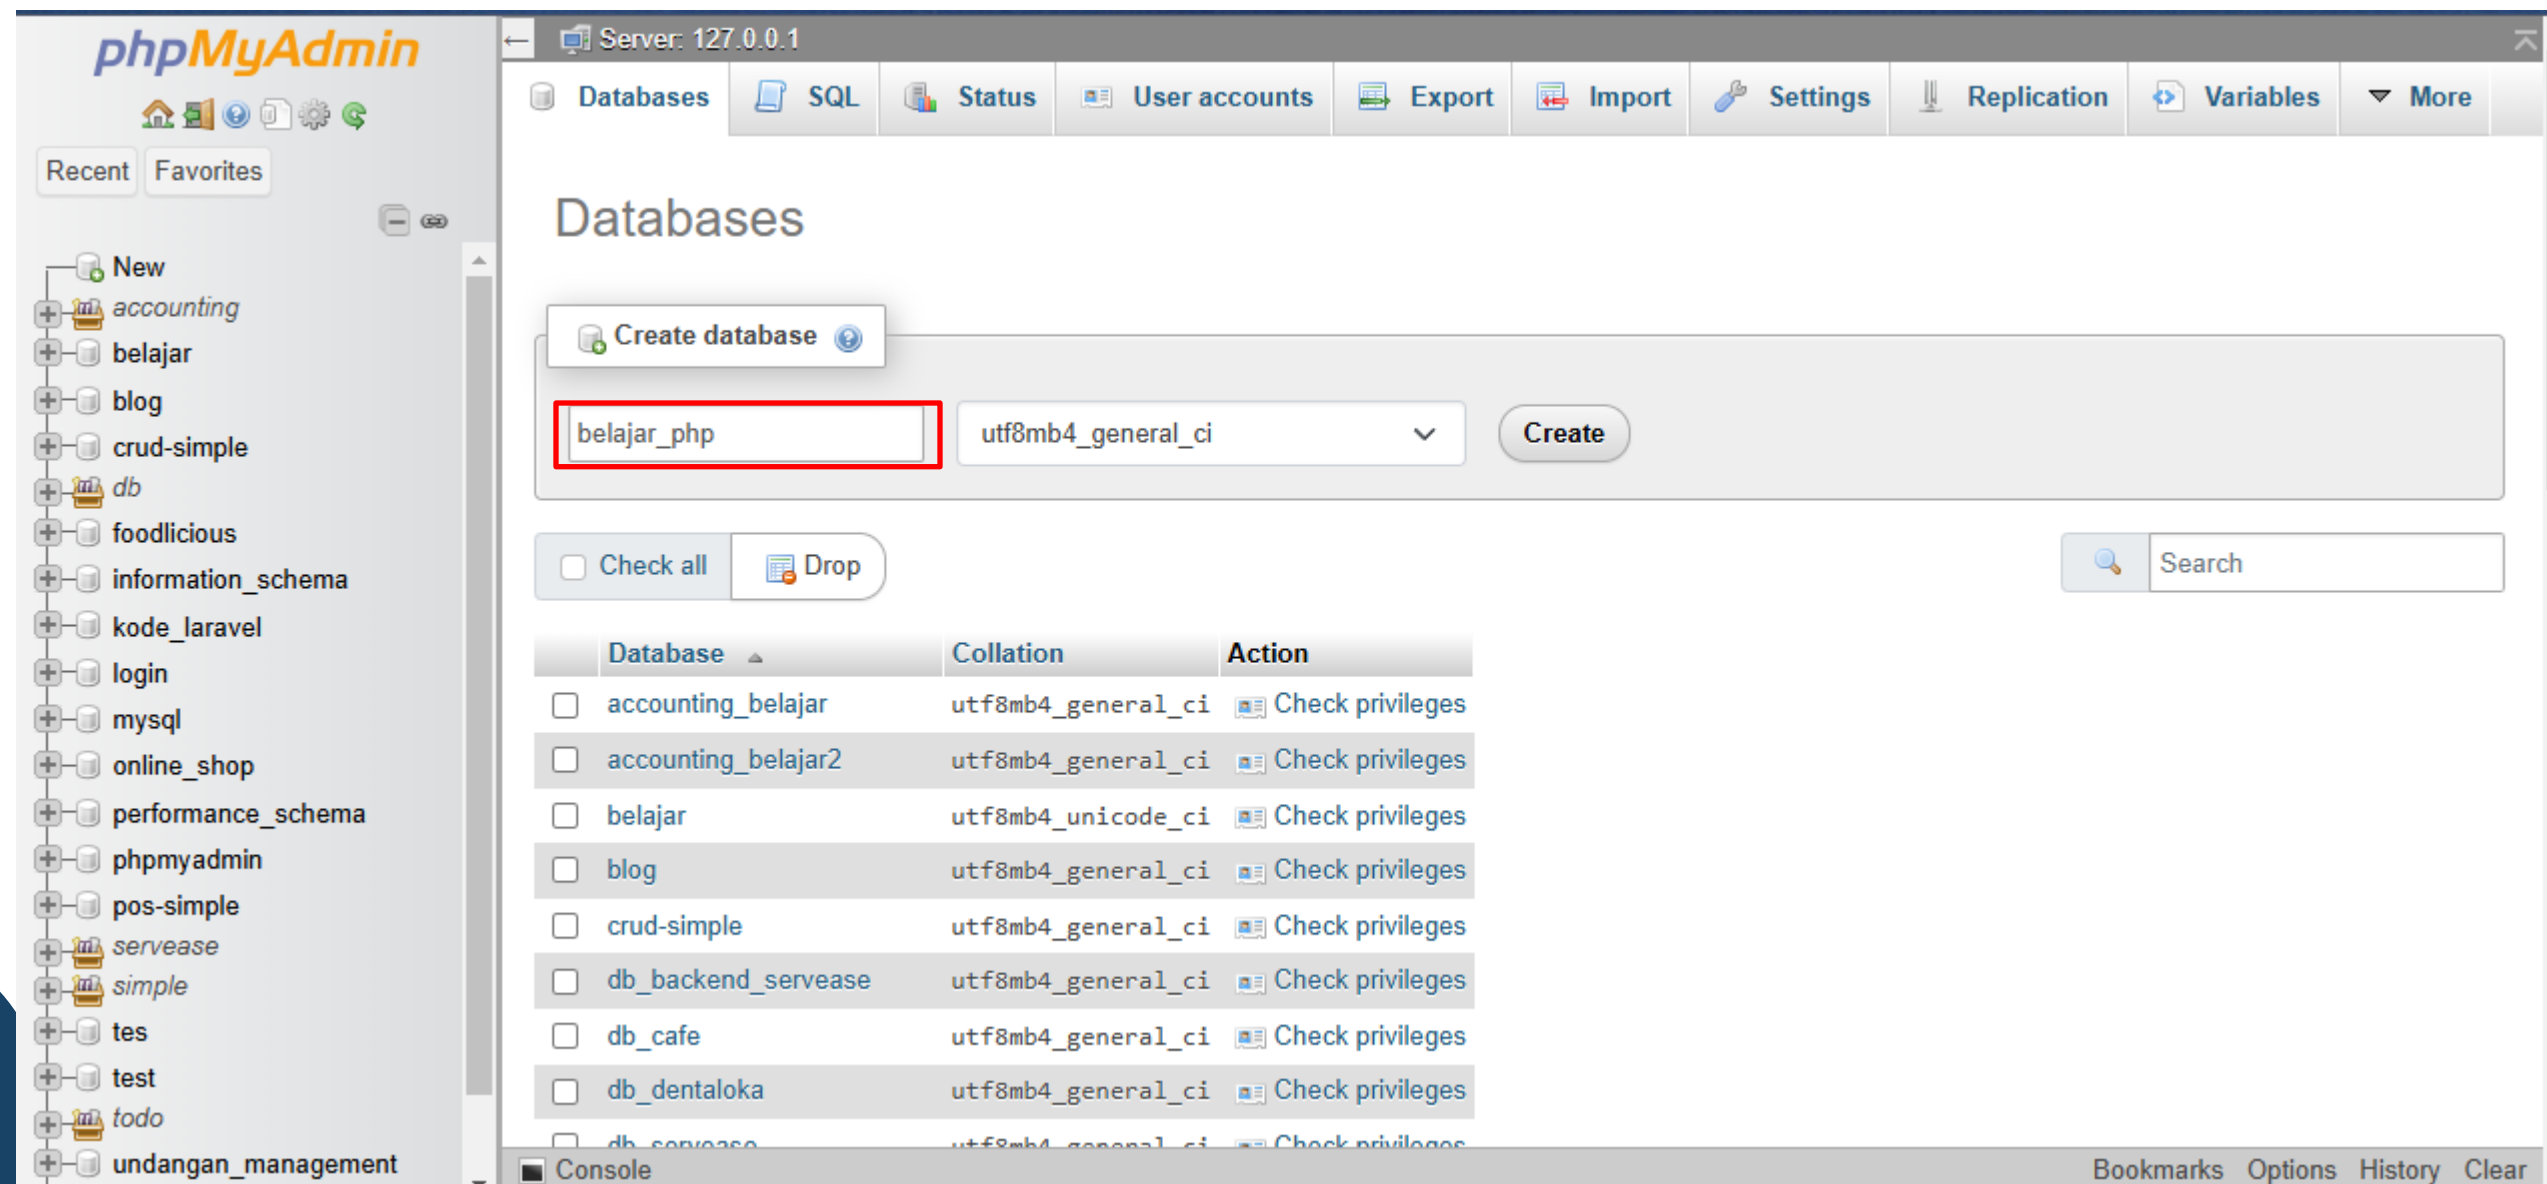 phpMyAdmin
Recent Favorites
New
accounting
belajar
blog
crud-simple
db
foodlicious
information_schema
kode_laravel
login
mysql
online_shop
performance_schema
phpmyadmin
pos-simple
servease
simple
tes
test
todo
undangan_management
Server: 127.0.0.1
Databases SQL Status User accounts Export Import Settings Replication Variables More
Databases
Create database
belajar_php utf8mb4_general_ci Create
Check all Drop Search
Database Collation Action
accounting_belajar utf8mb4_general_ci Check privileges
accounting_belajar2 utf8mb4_general_ci Check privileges
belajar utf8mb4_unicode_ci Check privileges
blog utf8mb4_general_ci Check privileges
crud-simple utf8mb4_general_ci Check privileges
db_backend_servease utf8mb4_general_ci Check privileges
db_cafe utf8mb4_general_ci Check privileges
db_dentaloka utf8mb4_general_ci Check privileges
db_servease utf8mb4_general_ci Check privileges
Console Bookmarks Options History Clear